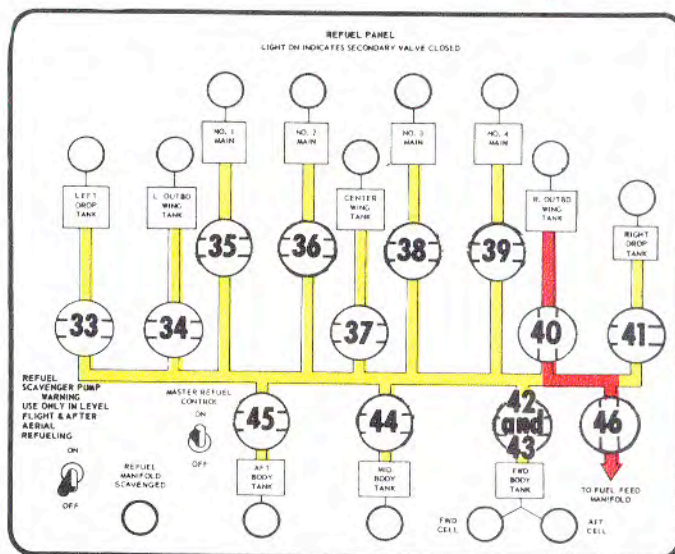 REFUEL PANEL
LIGHT ON INDICATES SECONDARY VALVE CLOSED
NO. 1
MAIN
NO. 2
MAIN
NO. 3
MAIN
NO. 4
MAIN
LEFT
DROP
TANK
L. OUTBD
WING
TANK
CENTER
WING
TANK
R. OUTBD
WING
TANK
RIGHT
DROP
TANK
35
36
38
39
33
34
37
40
41
REFUEL
SCAVENGER PUMP
WARNING
USE ONLY IN LEVEL
FLIGHT & AFTER
AERIAL
REFUELING
ON
OFF
MASTER REFUEL
CONTROL
ON
OFF
45
44
42
and
43
46
REFUEL
MANIFOLD
SCAVENGED
AFT
BODY
TANK
MID
BODY
TANK
FWD
BODY
TANK
TO FUEL FEED
MANIFOLD
FWD
CELL
AFT
CELL